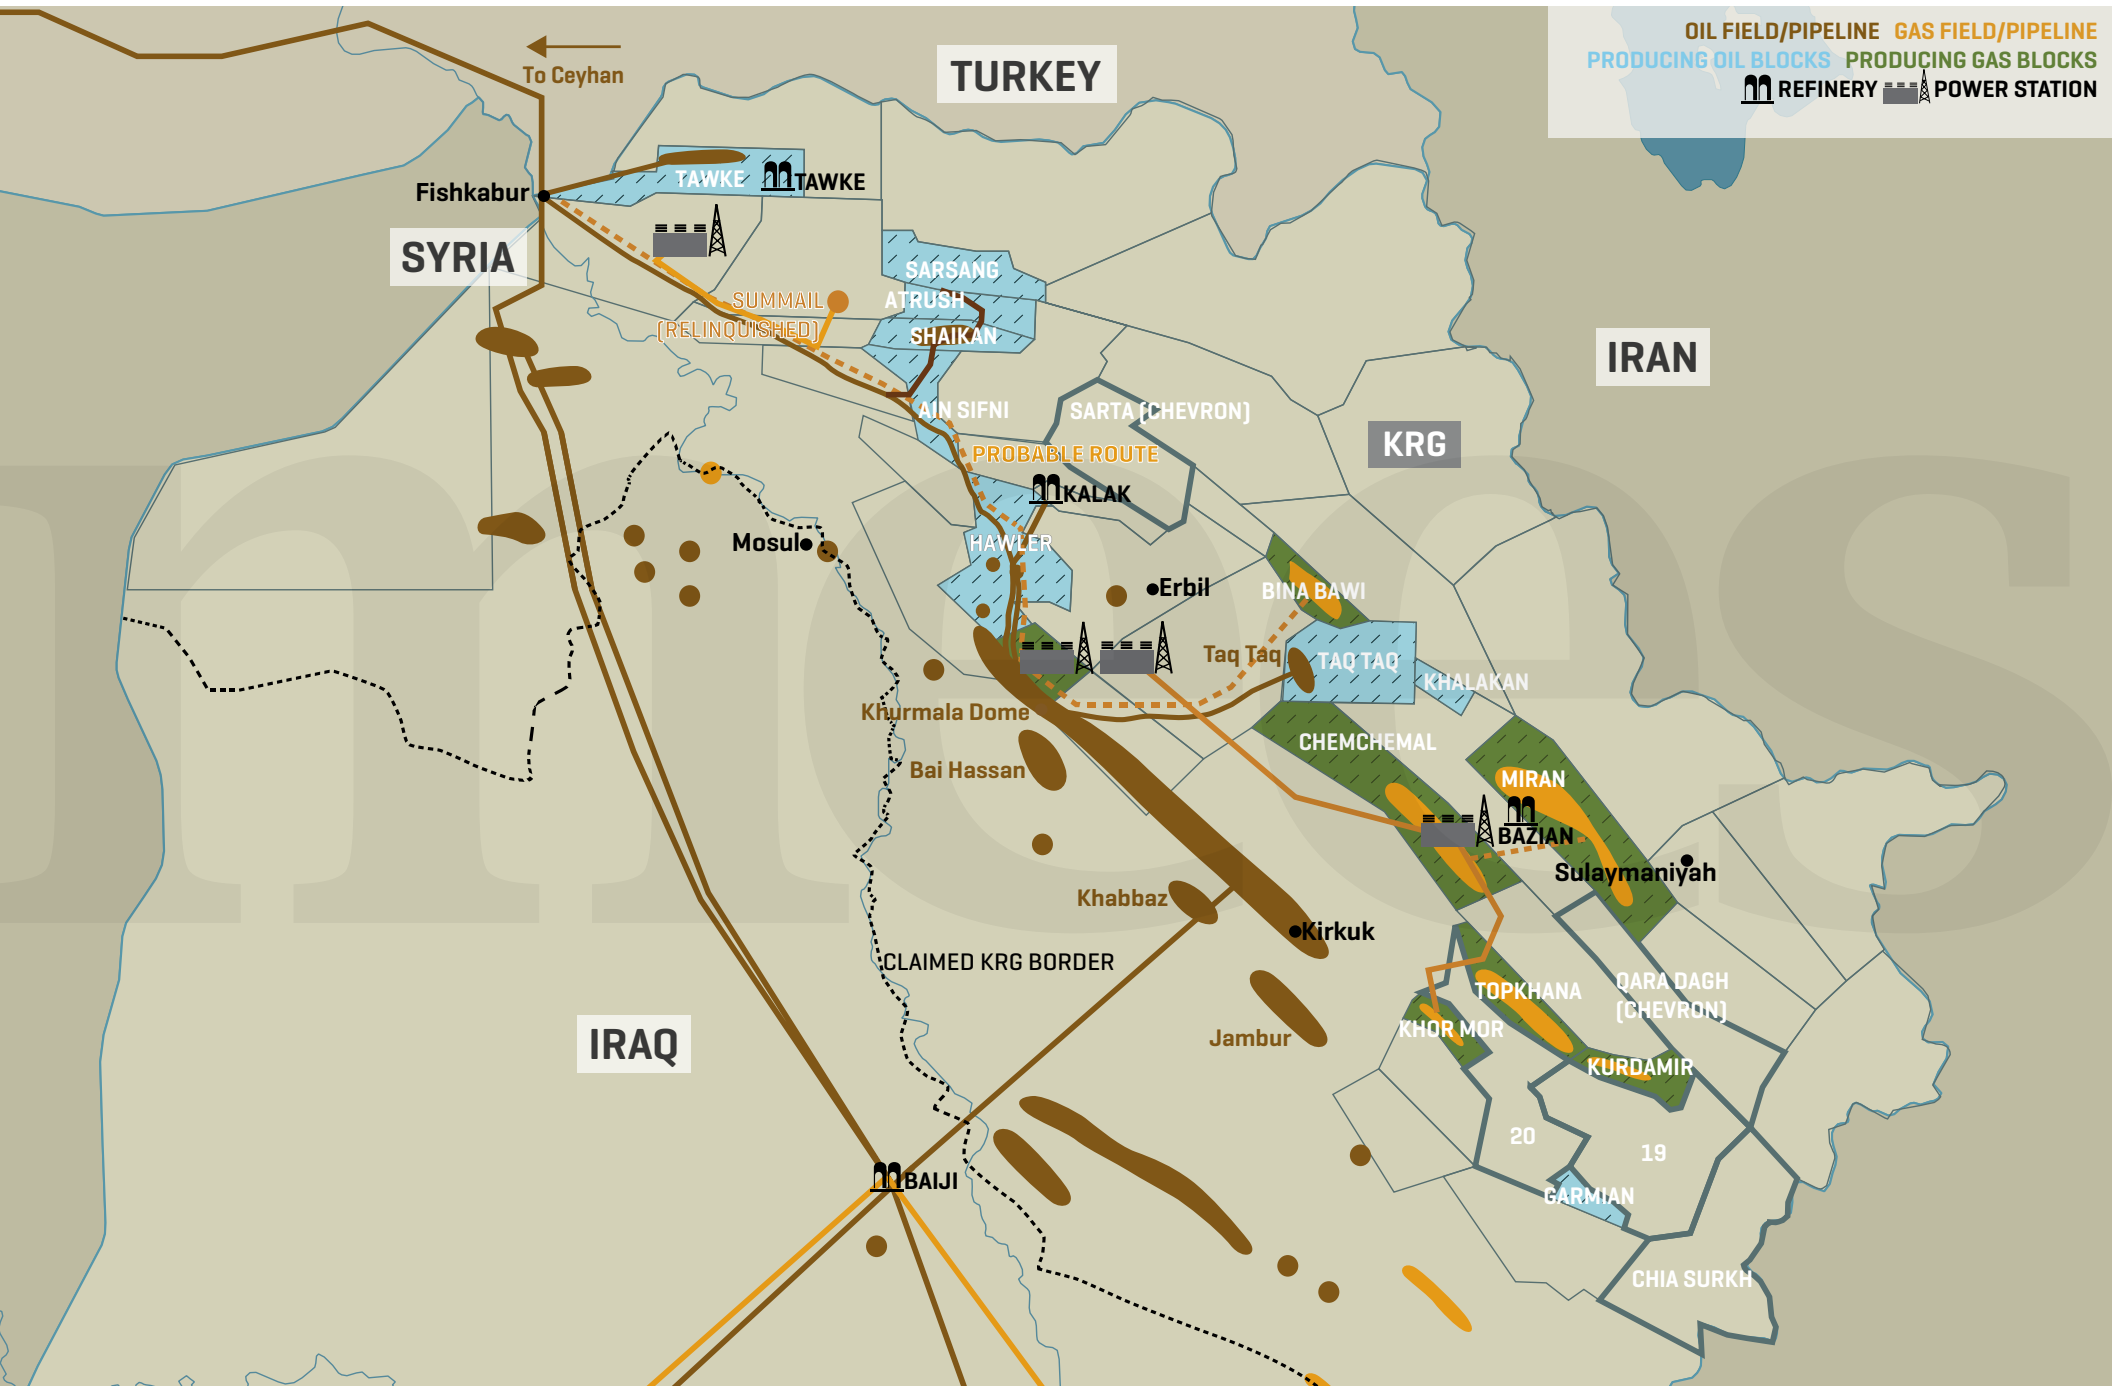 OIL FIELD/PIPELINE GAS FIELD/PIPELINE
PRODUCING OIL BLOCKS PRODUCING GAS BLOCKS
REFINERY POWER STATION
To Ceyhan
TURKEY
TAWKE
TAWKE
Fishkabur
SYRIA
SARSANG
SUMMAIL
(RELINQUISHED)
ATRUSH
SHAIKAN
IRAN
AIN SIFNI
SARTA (CHEVRON)
KRG
PROBABLE ROUTE
KALAK
Mosul
HAWLER
Erbil
BINA BAWI
Taq Taq
TAQ TAQ
KHALAKAN
Khurmala Dome
CHEMCHEMAL
Bai Hassan
MIRAN
BAZIAN
Sulaymaniyah
Khabbaz
Kirkuk
CLAIMED KRG BORDER
TOPKHANA
QARA DAGH
(CHEVRON)
KHOR MOR
Jambur
IRAQ
KURDAMIR
20
19
BAIJI
GARMIAN
CHIA SURKH
mees